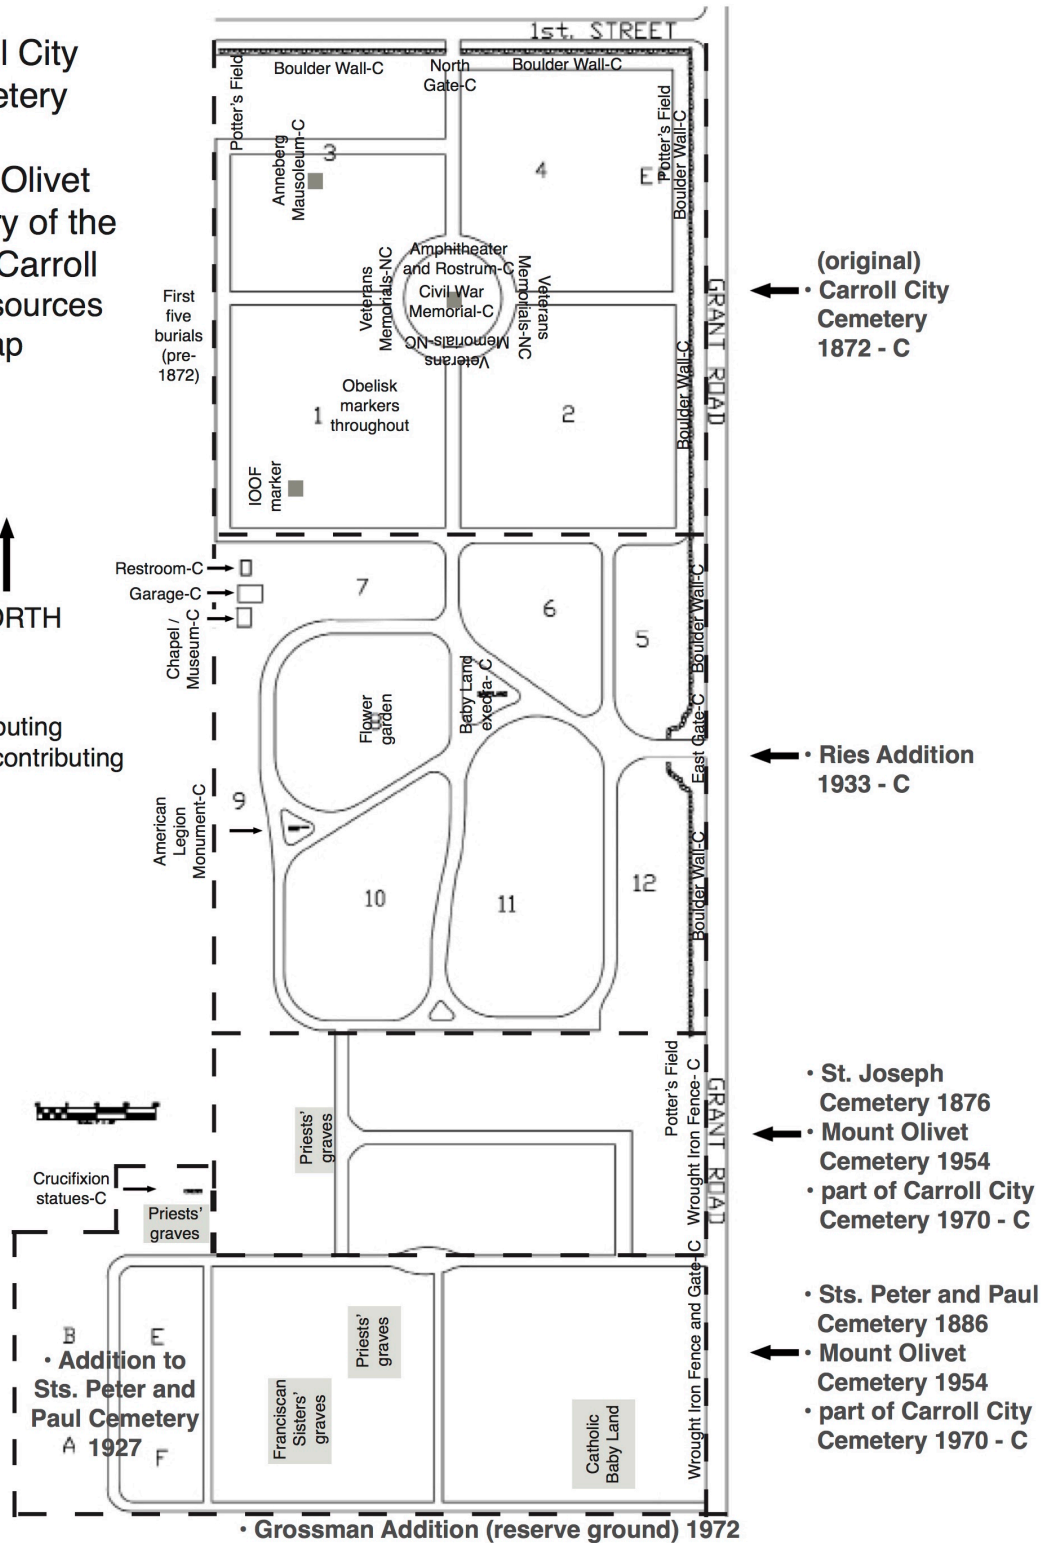 l City
etery
Olivet
ry of the
Carroll
sources
ap
ORTH
outing
contributing
1st. STREET
Potter's Field
Boulder Wall-C
North
Gate-C
Boulder Wall-C
Potter's Field
Boulder Wall-C
Anneberg
Mausoleum-C
3
4
Amphitheater
and Rostrum-C
Civil War
Memorial-C
Veterans
Memorials-NC
Veterans
Memorials-NC
Veterans
Memorials-NC
First
five
burials
(pre-
1872)
Obelisk
markers
throughout
1
2
Boulder Wall-C
IOOF
marker
GRANT ROAD
(original)
• Carroll City
Cemetery
1872 - C
Restroom-C
Garage-C
Chapel /
Museum-C
7
6
5
Boulder Wall-C
Flower
garden
8
Baby Land
exedra- C
East Gate-C
• Ries Addition
1933 - C
9
American
Legion
Monument-C
10
11
12
Boulder Wall-C
Potter's Field
Wrought Iron Fence- C
GRANT ROAD
Priests'
graves
• St. Joseph
Cemetery 1876
• Mount Olivet
Cemetery 1954
• part of Carroll City
Cemetery 1970 - C
Crucifixion
statues-C
Priests'
graves
Wrought Iron Fence and Gate-C
• Sts. Peter and Paul
Cemetery 1886
• Mount Olivet
Cemetery 1954
• part of Carroll City
Cemetery 1970 - C
B
E
• Addition to
Sts. Peter and
Paul Cemetery
1927
A
F
Priests'
graves
Franciscan
Sisters'
graves
Catholic
Baby Land
• Grossman Addition (reserve ground) 1972